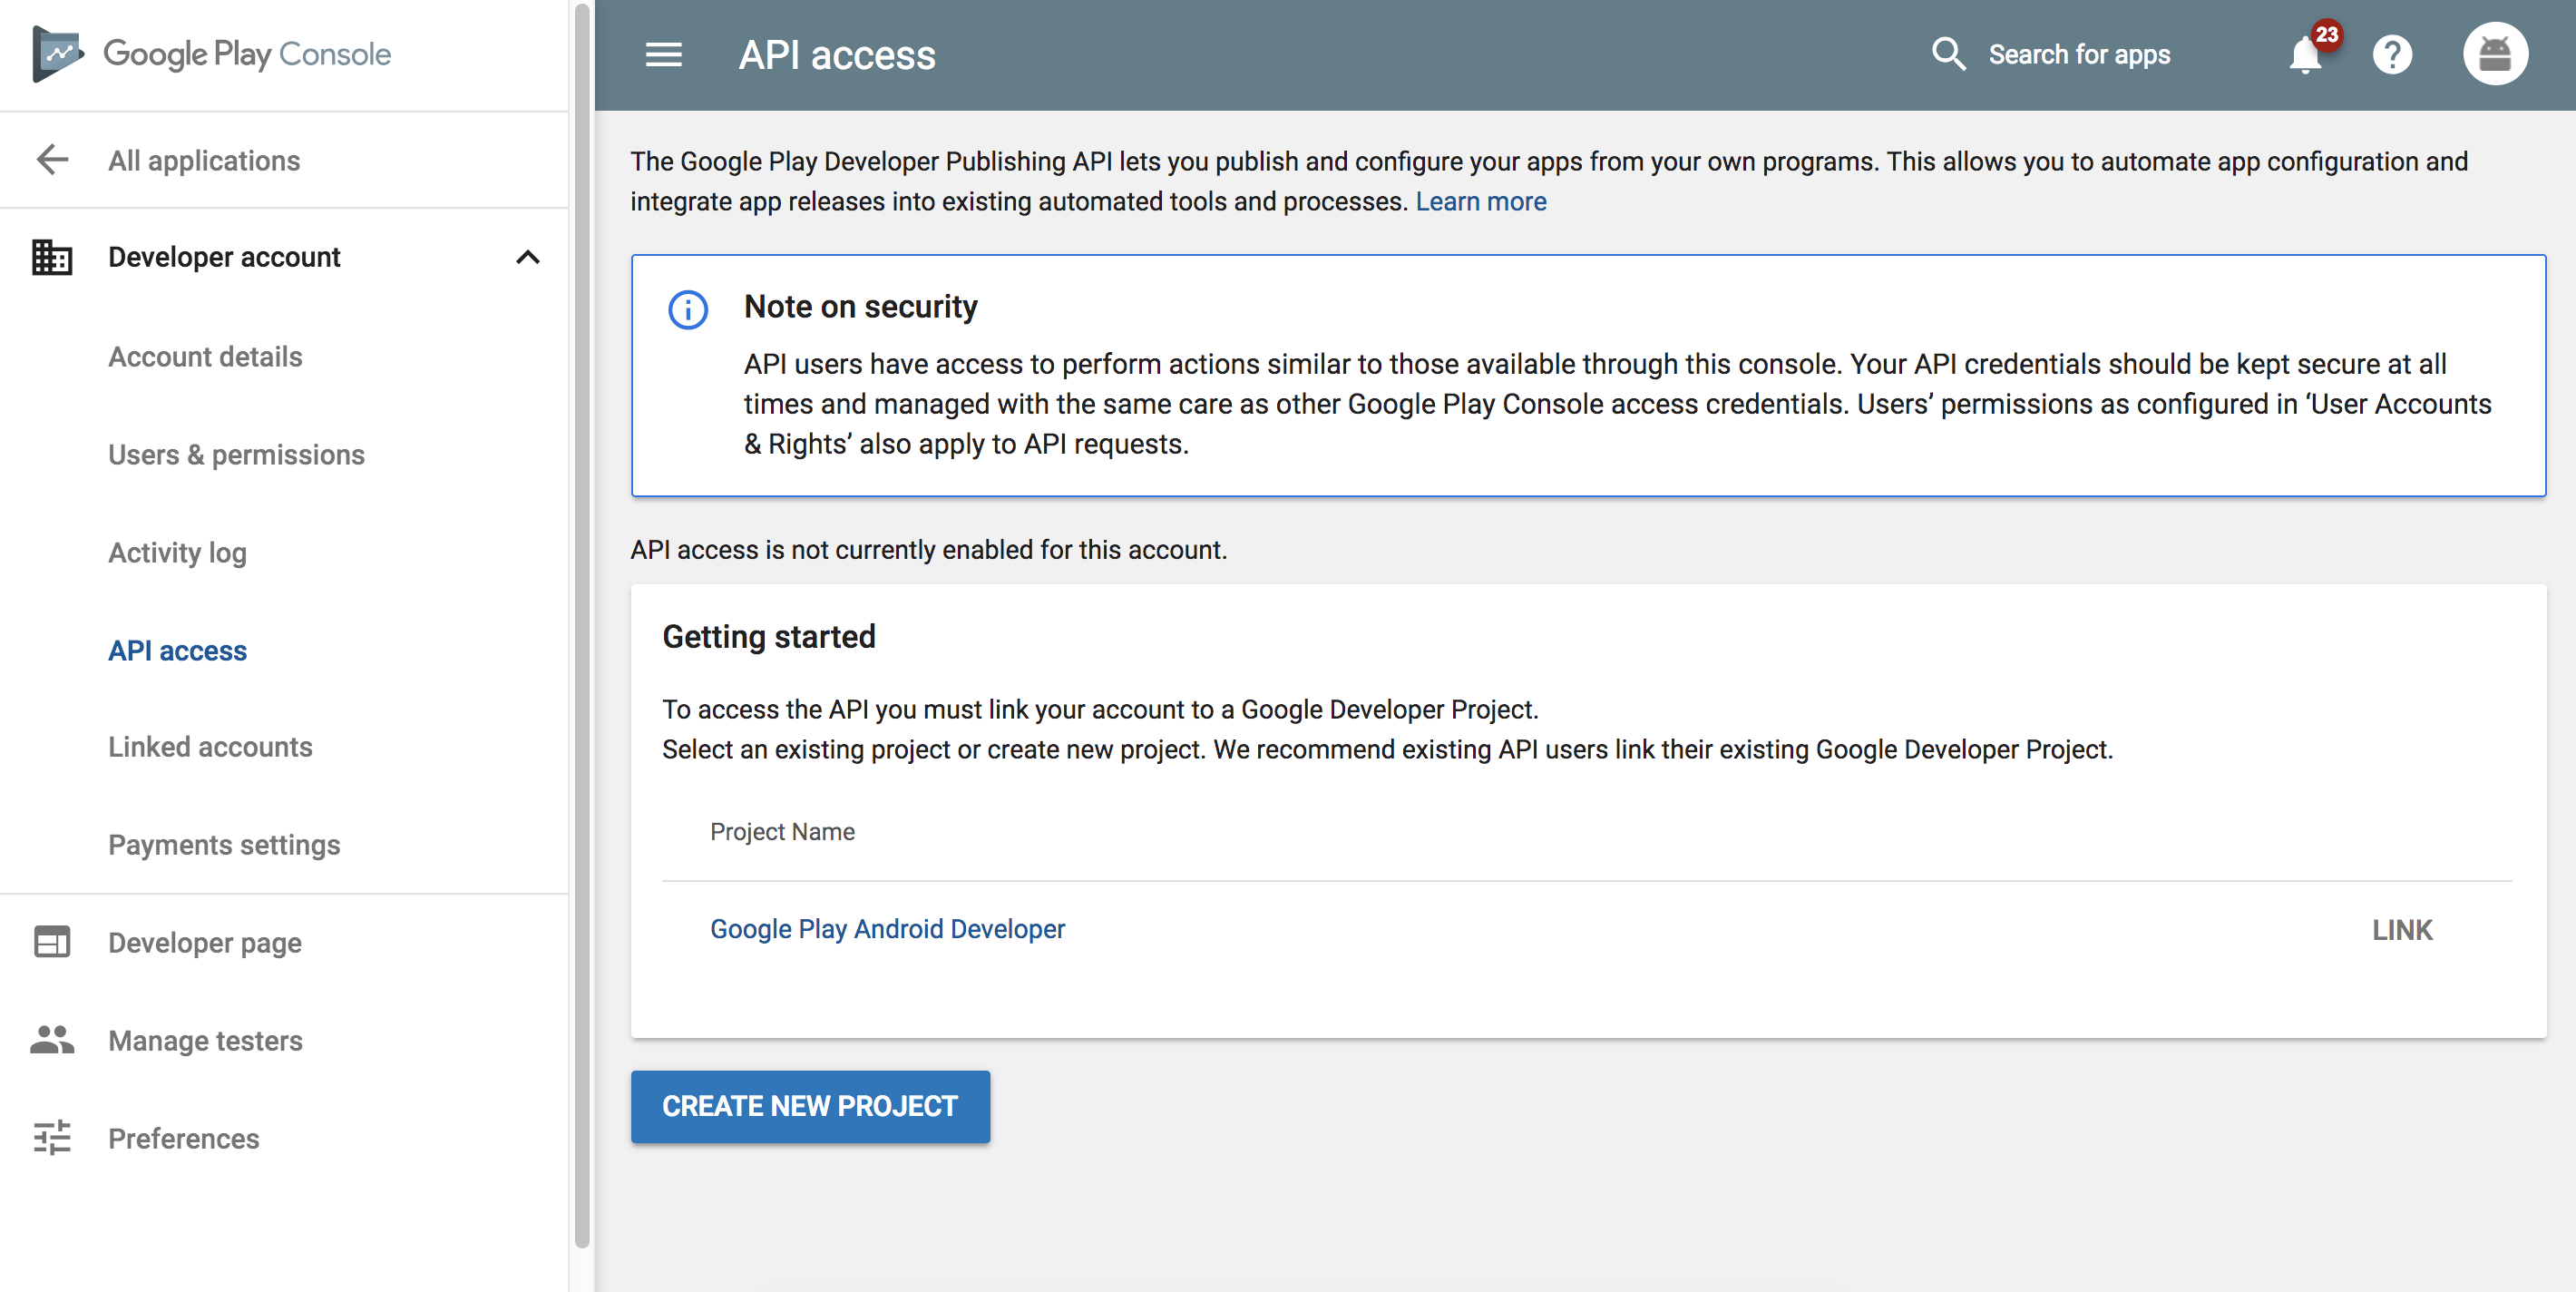 Google Play Console
All applications
Developer account
Account details
Users & permissions
Activity log
API access
Linked accounts
Payments settings
Developer page
Manage testers
Preferences
API access
Search for apps
23
The Google Play Developer Publishing API lets you publish and configure your apps from your own programs. This allows you to automate app configuration and
integrate app releases into existing automated tools and processes. Learn more
Note on security
API users have access to perform actions similar to those available through this console. Your API credentials should be kept secure at all
times and managed with the same care as other Google Play Console access credentials. Users’ permissions as configured in ‘User Accounts
& Rights’ also apply to API requests.
API access is not currently enabled for this account.
Getting started
To access the API you must link your account to a Google Developer Project.
Select an existing project or create new project. We recommend existing API users link their existing Google Developer Project.
Project Name
Google Play Android Developer LINK
CREATE NEW PROJECT